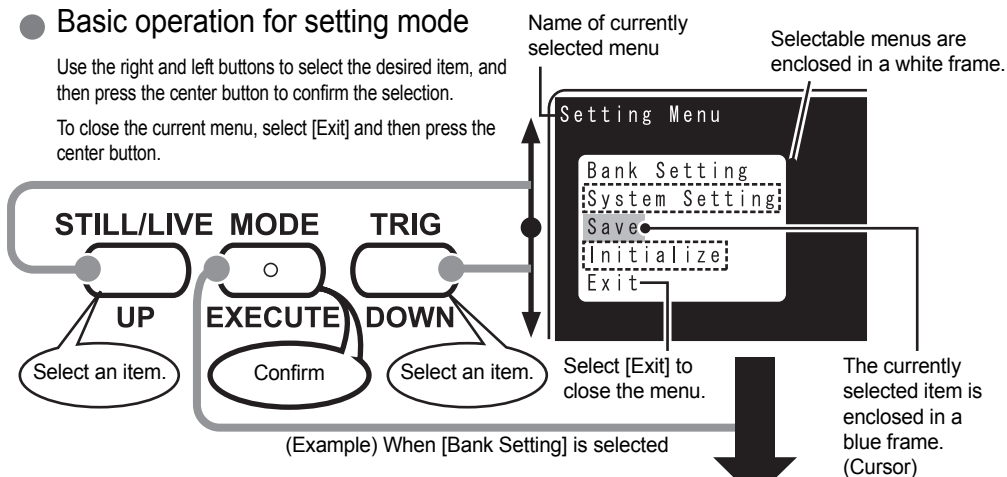 Basic operation for setting mode
Use the right and left buttons to select the desired item, and
then press the center button to confirm the selection.
To close the current menu, select [Exit] and then press the
center button.
Name of currently
selected menu
Selectable menus are
enclosed in a white frame.
Setting Menu
Bank Setting
System Setting
Save
Initialize
Exit
STILL/LIVE MODE TRIG
UP EXECUTE DOWN
Select an item.
Confirm
Select an item.
Select [Exit] to
close the menu.
The currently
selected item is
enclosed in a
blue frame.
(Cursor)
(Example) When [Bank Setting] is selected